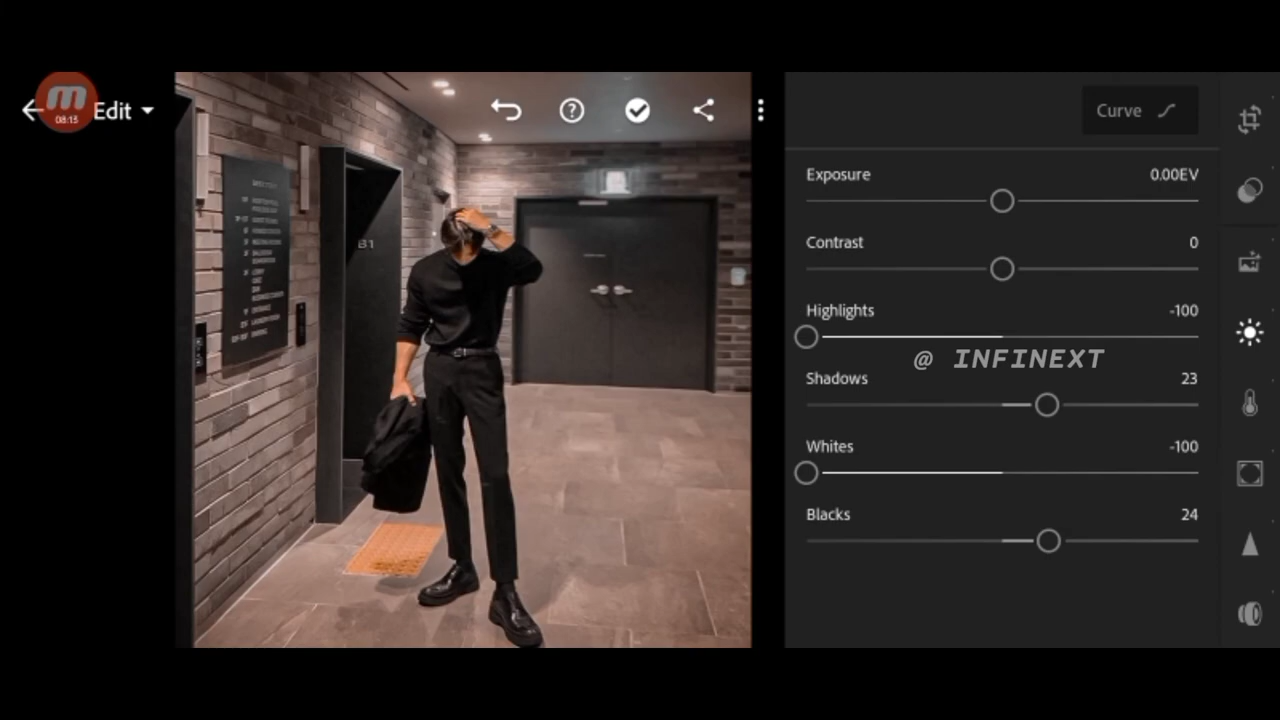 m
08:13
Edit
Curve
Exposure 0.00EV
Contrast 0
Highlights -100
@ INFINEXT
Shadows 23
Whites -100
Blacks 24
B1